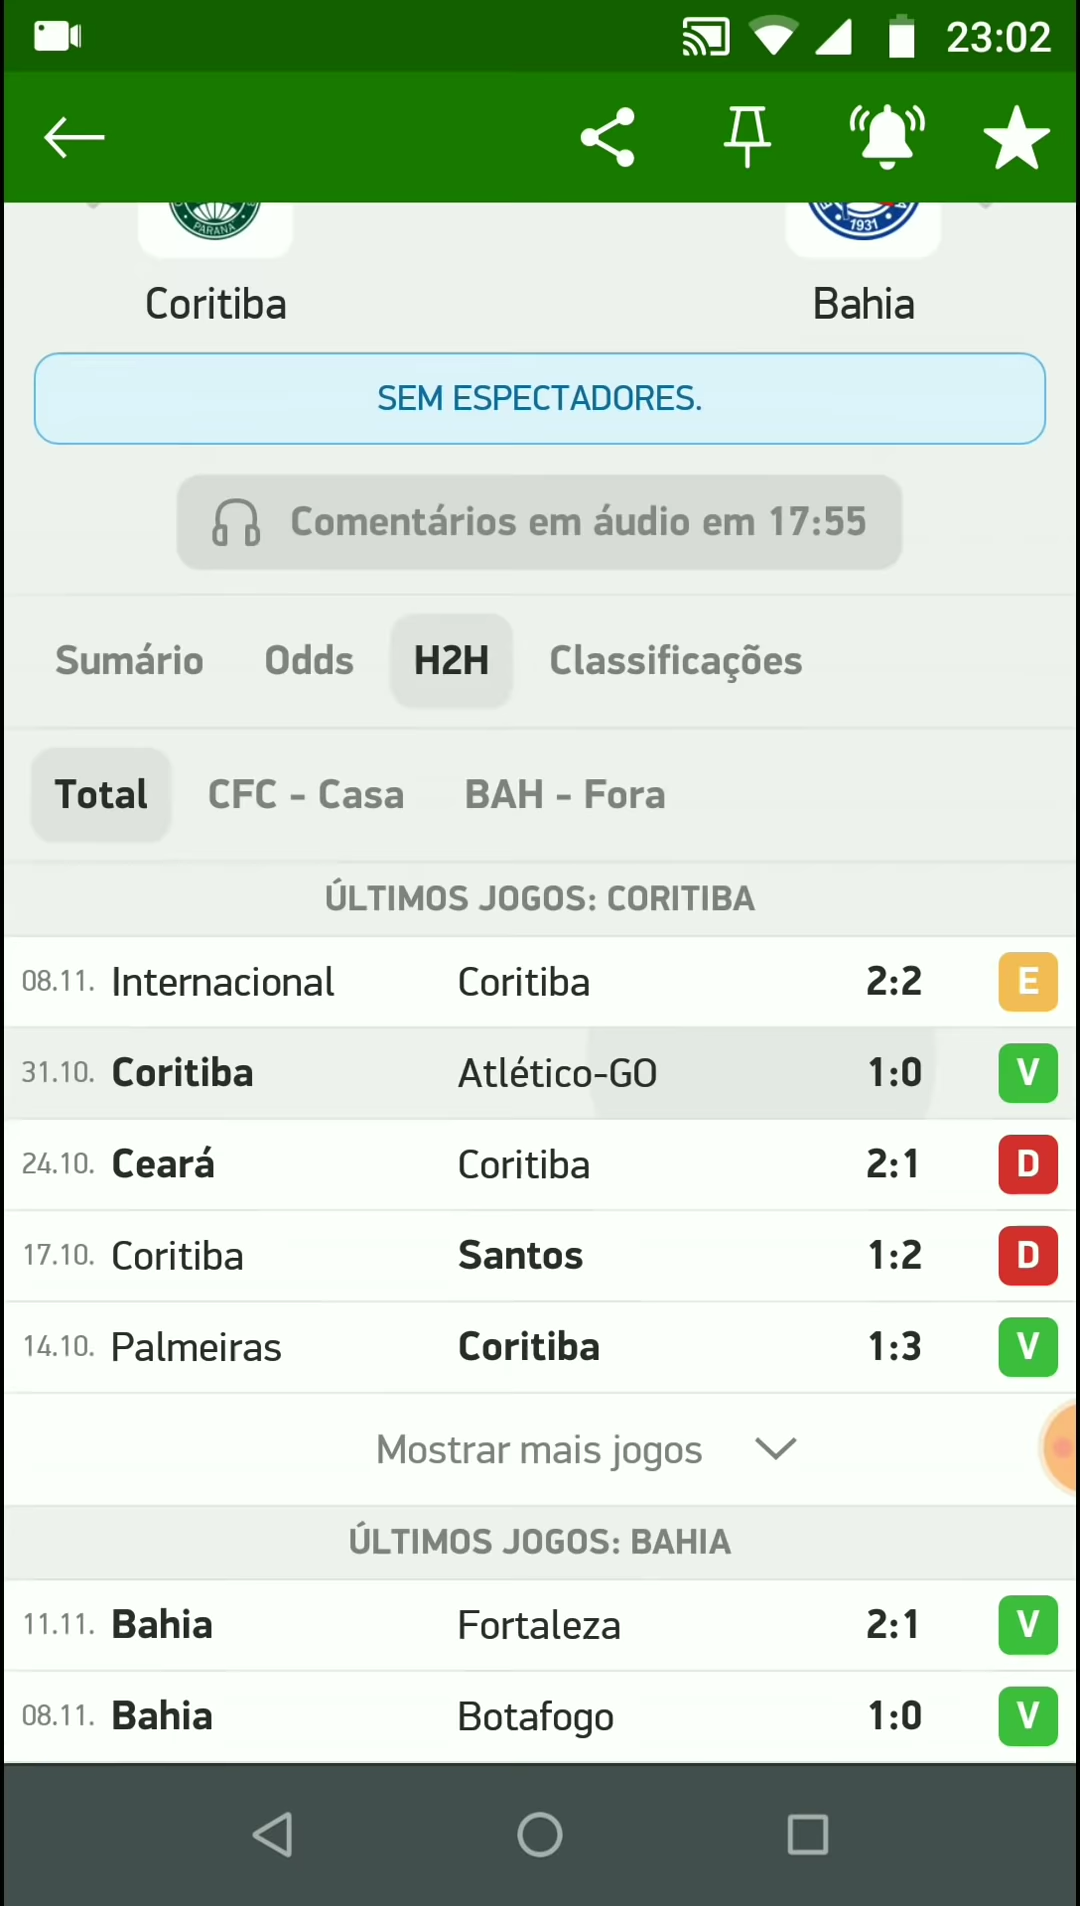 23:02
PARANÁ
1931
Coritiba Bahia
SEM ESPECTADORES.
Comentários em áudio em 17:55
Sumário Odds H2H Classificações
Total CFC - Casa BAH - Fora
ÚLTIMOS JOGOS: CORITIBA
08.11. Internacional Coritiba 2:2 E
31.10. Coritiba Atlético-GO 1:0 V
24.10. Ceará Coritiba 2:1 D
17.10. Coritiba Santos 1:2 D
14.10. Palmeiras Coritiba 1:3 V
Mostrar mais jogos
ÚLTIMOS JOGOS: BAHIA
11.11. Bahia Fortaleza 2:1 V
08.11. Bahia Botafogo 1:0 V